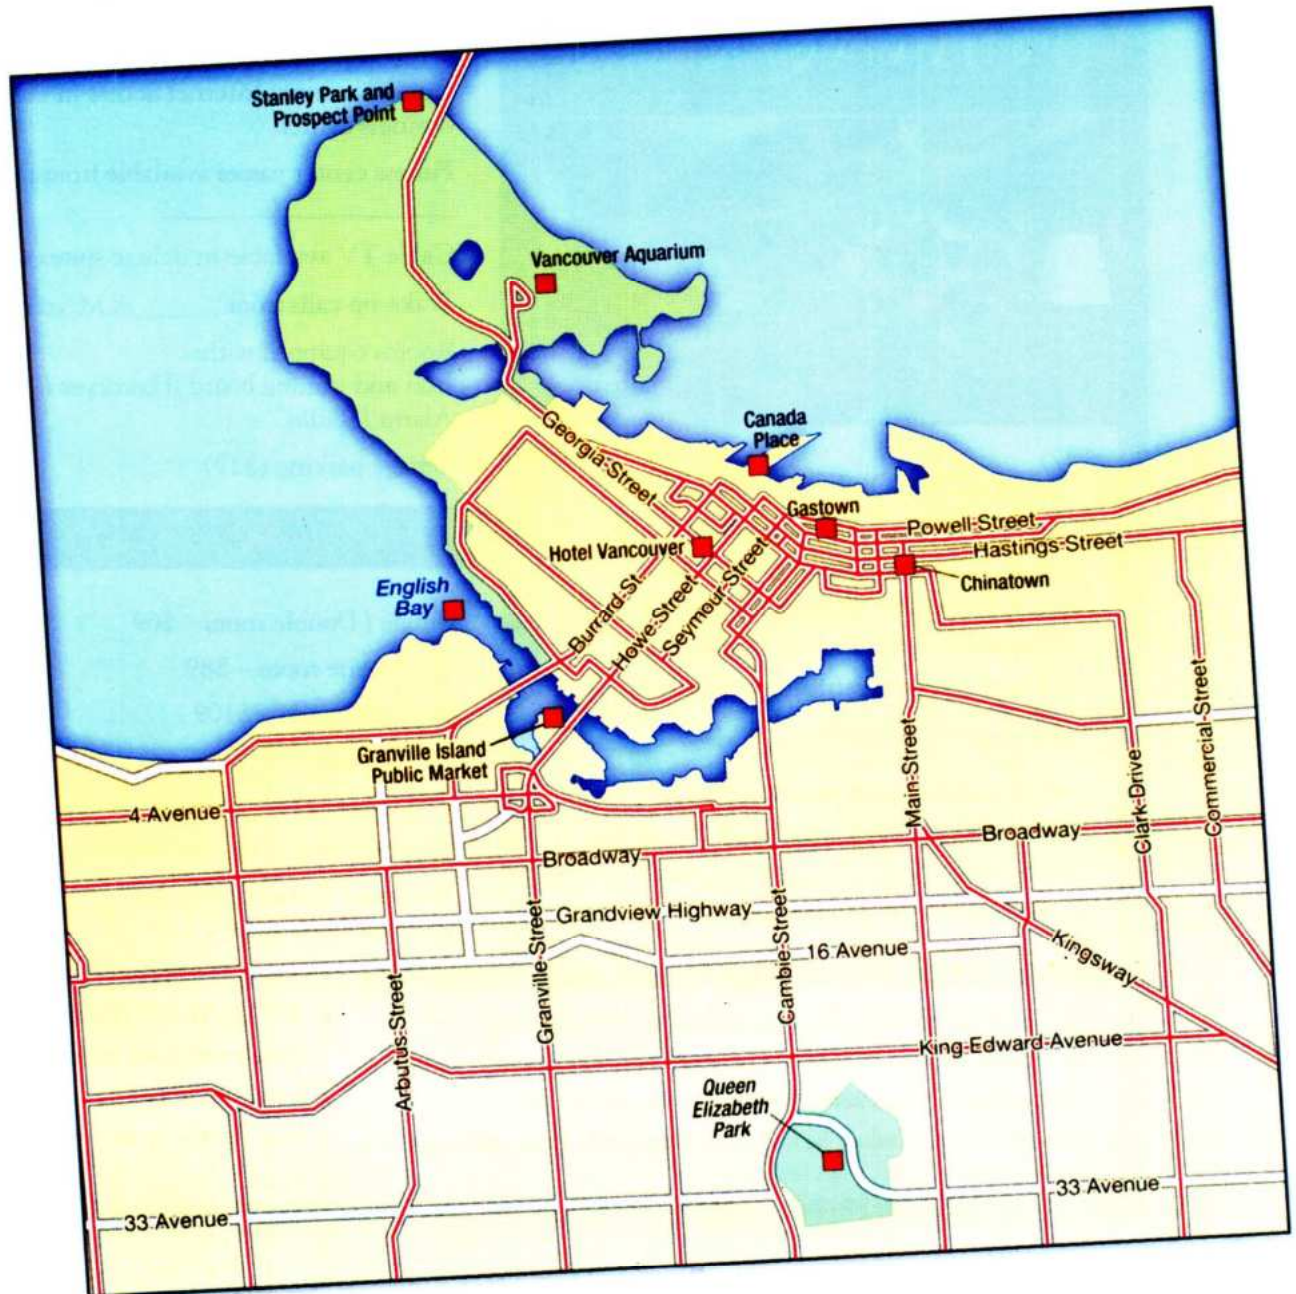 Stanley Park and
Prospect Point
Vancouver Aquarium
Canada
Place
Georgia Street
Gastown
Powell Street
Hotel Vancouver
Hastings Street
Chinatown
English
Bay
Burrard St.
Howe Street
Seymour Street
Granville Island
Public Market
4 Avenue
Main Street
Clark Drive
Commercial Street
Broadway
Broadway
Grandview Highway
16 Avenue
Kingsway
Arbutus Street
Granville Street
Cambie Street
King Edward Avenue
Queen
Elizabeth
Park
33 Avenue
33 Avenue